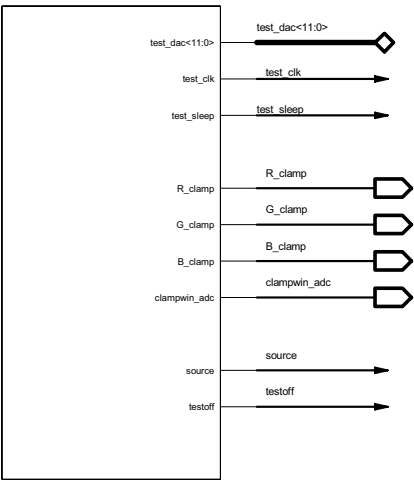 test_dac<11:0>
test_dac<11:0>
test_clk
test_clk
test_sleep
test_sleep
R_clamp
R_clamp
G_clamp
G_clamp
B_clamp
B_clamp
clampwin_adc
clampwin_adc
source
source
testoff
testoff